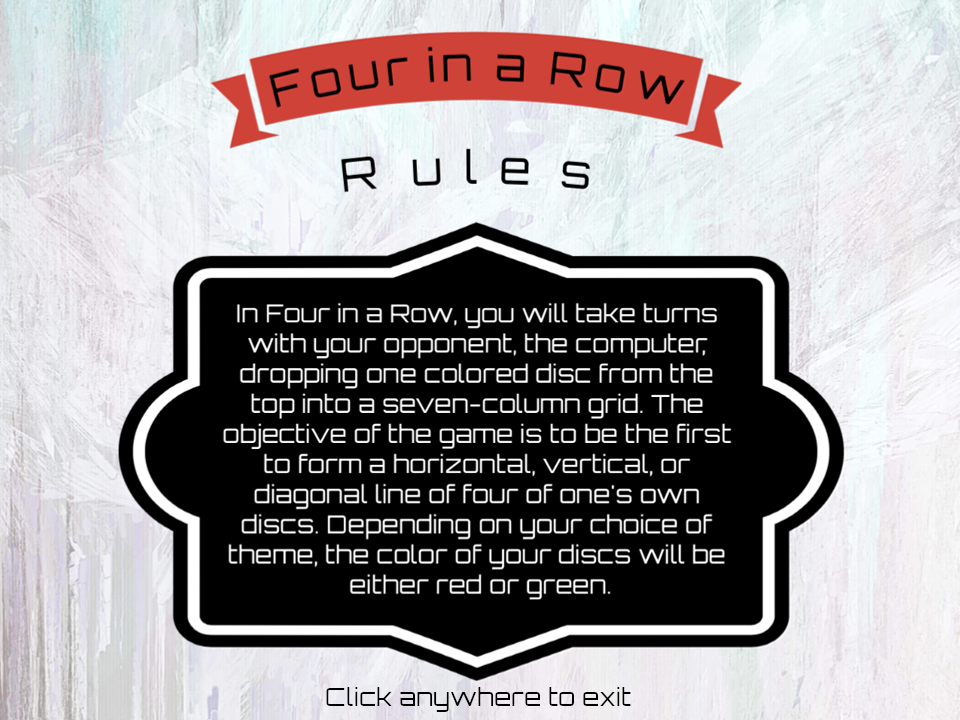 Four in a Row
Rules
In Four in a Row, you will take turns
with your opponent, the computer,
dropping one colored disc from the
top into a seven-column grid. The
objective of the game is to be the first
to form a horizontal, vertical, or
diagonal line of four of one's own
discs. Depending on your choice of
theme, the color of your discs will be
either red or green.
Click anywhere to exit